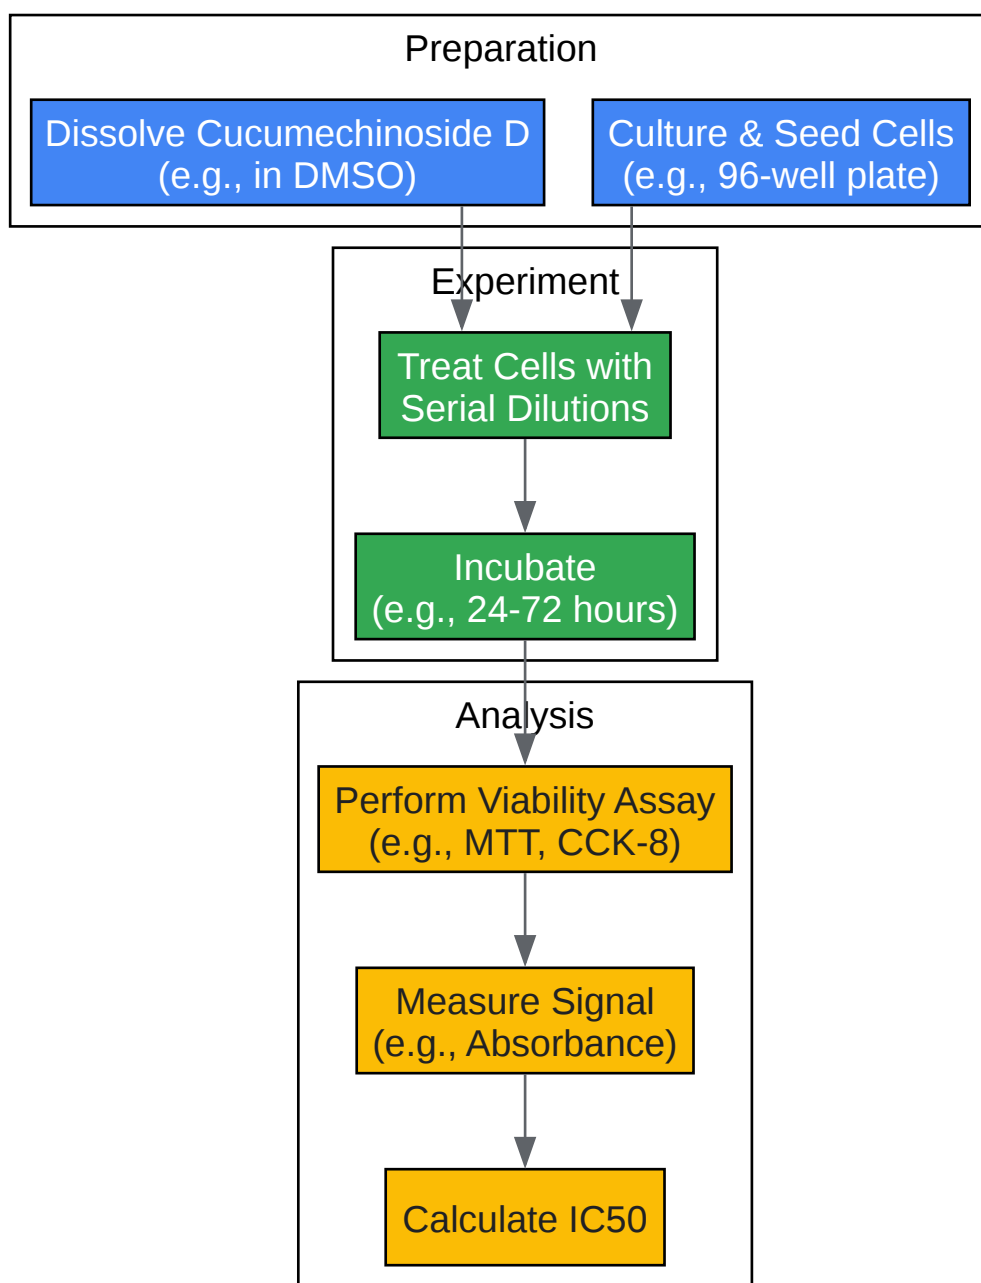 Preparation
Dissolve Cucumechinoside D
(e.g., in DMSO)
Culture & Seed Cells
(e.g., 96-well plate)
Experiment
Treat Cells with
Serial Dilutions
Incubate
(e.g., 24-72 hours)
Analysis
Perform Viability Assay
(e.g., MTT, CCK-8)
Measure Signal
(e.g., Absorbance)
Calculate IC50